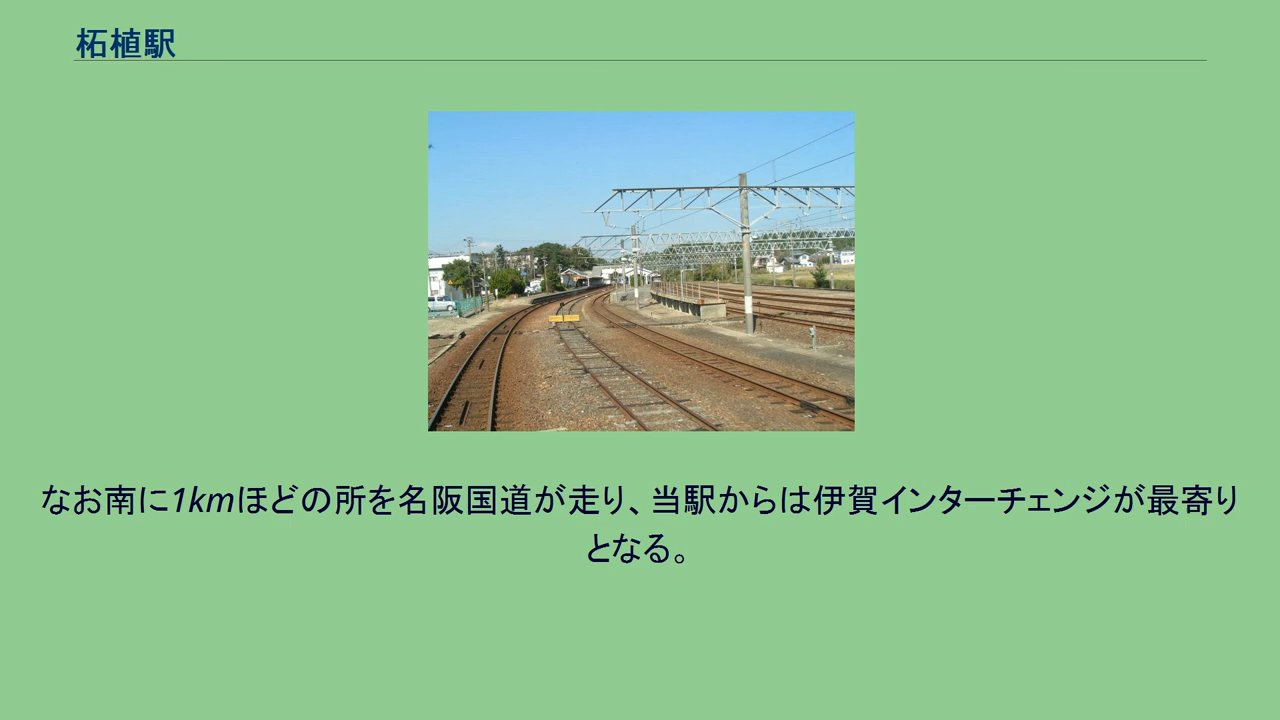 柘植駅
なお南に1kmほどの所を名阪国道が走り、当駅からは伊賀インターチェンジが最寄り
となる。